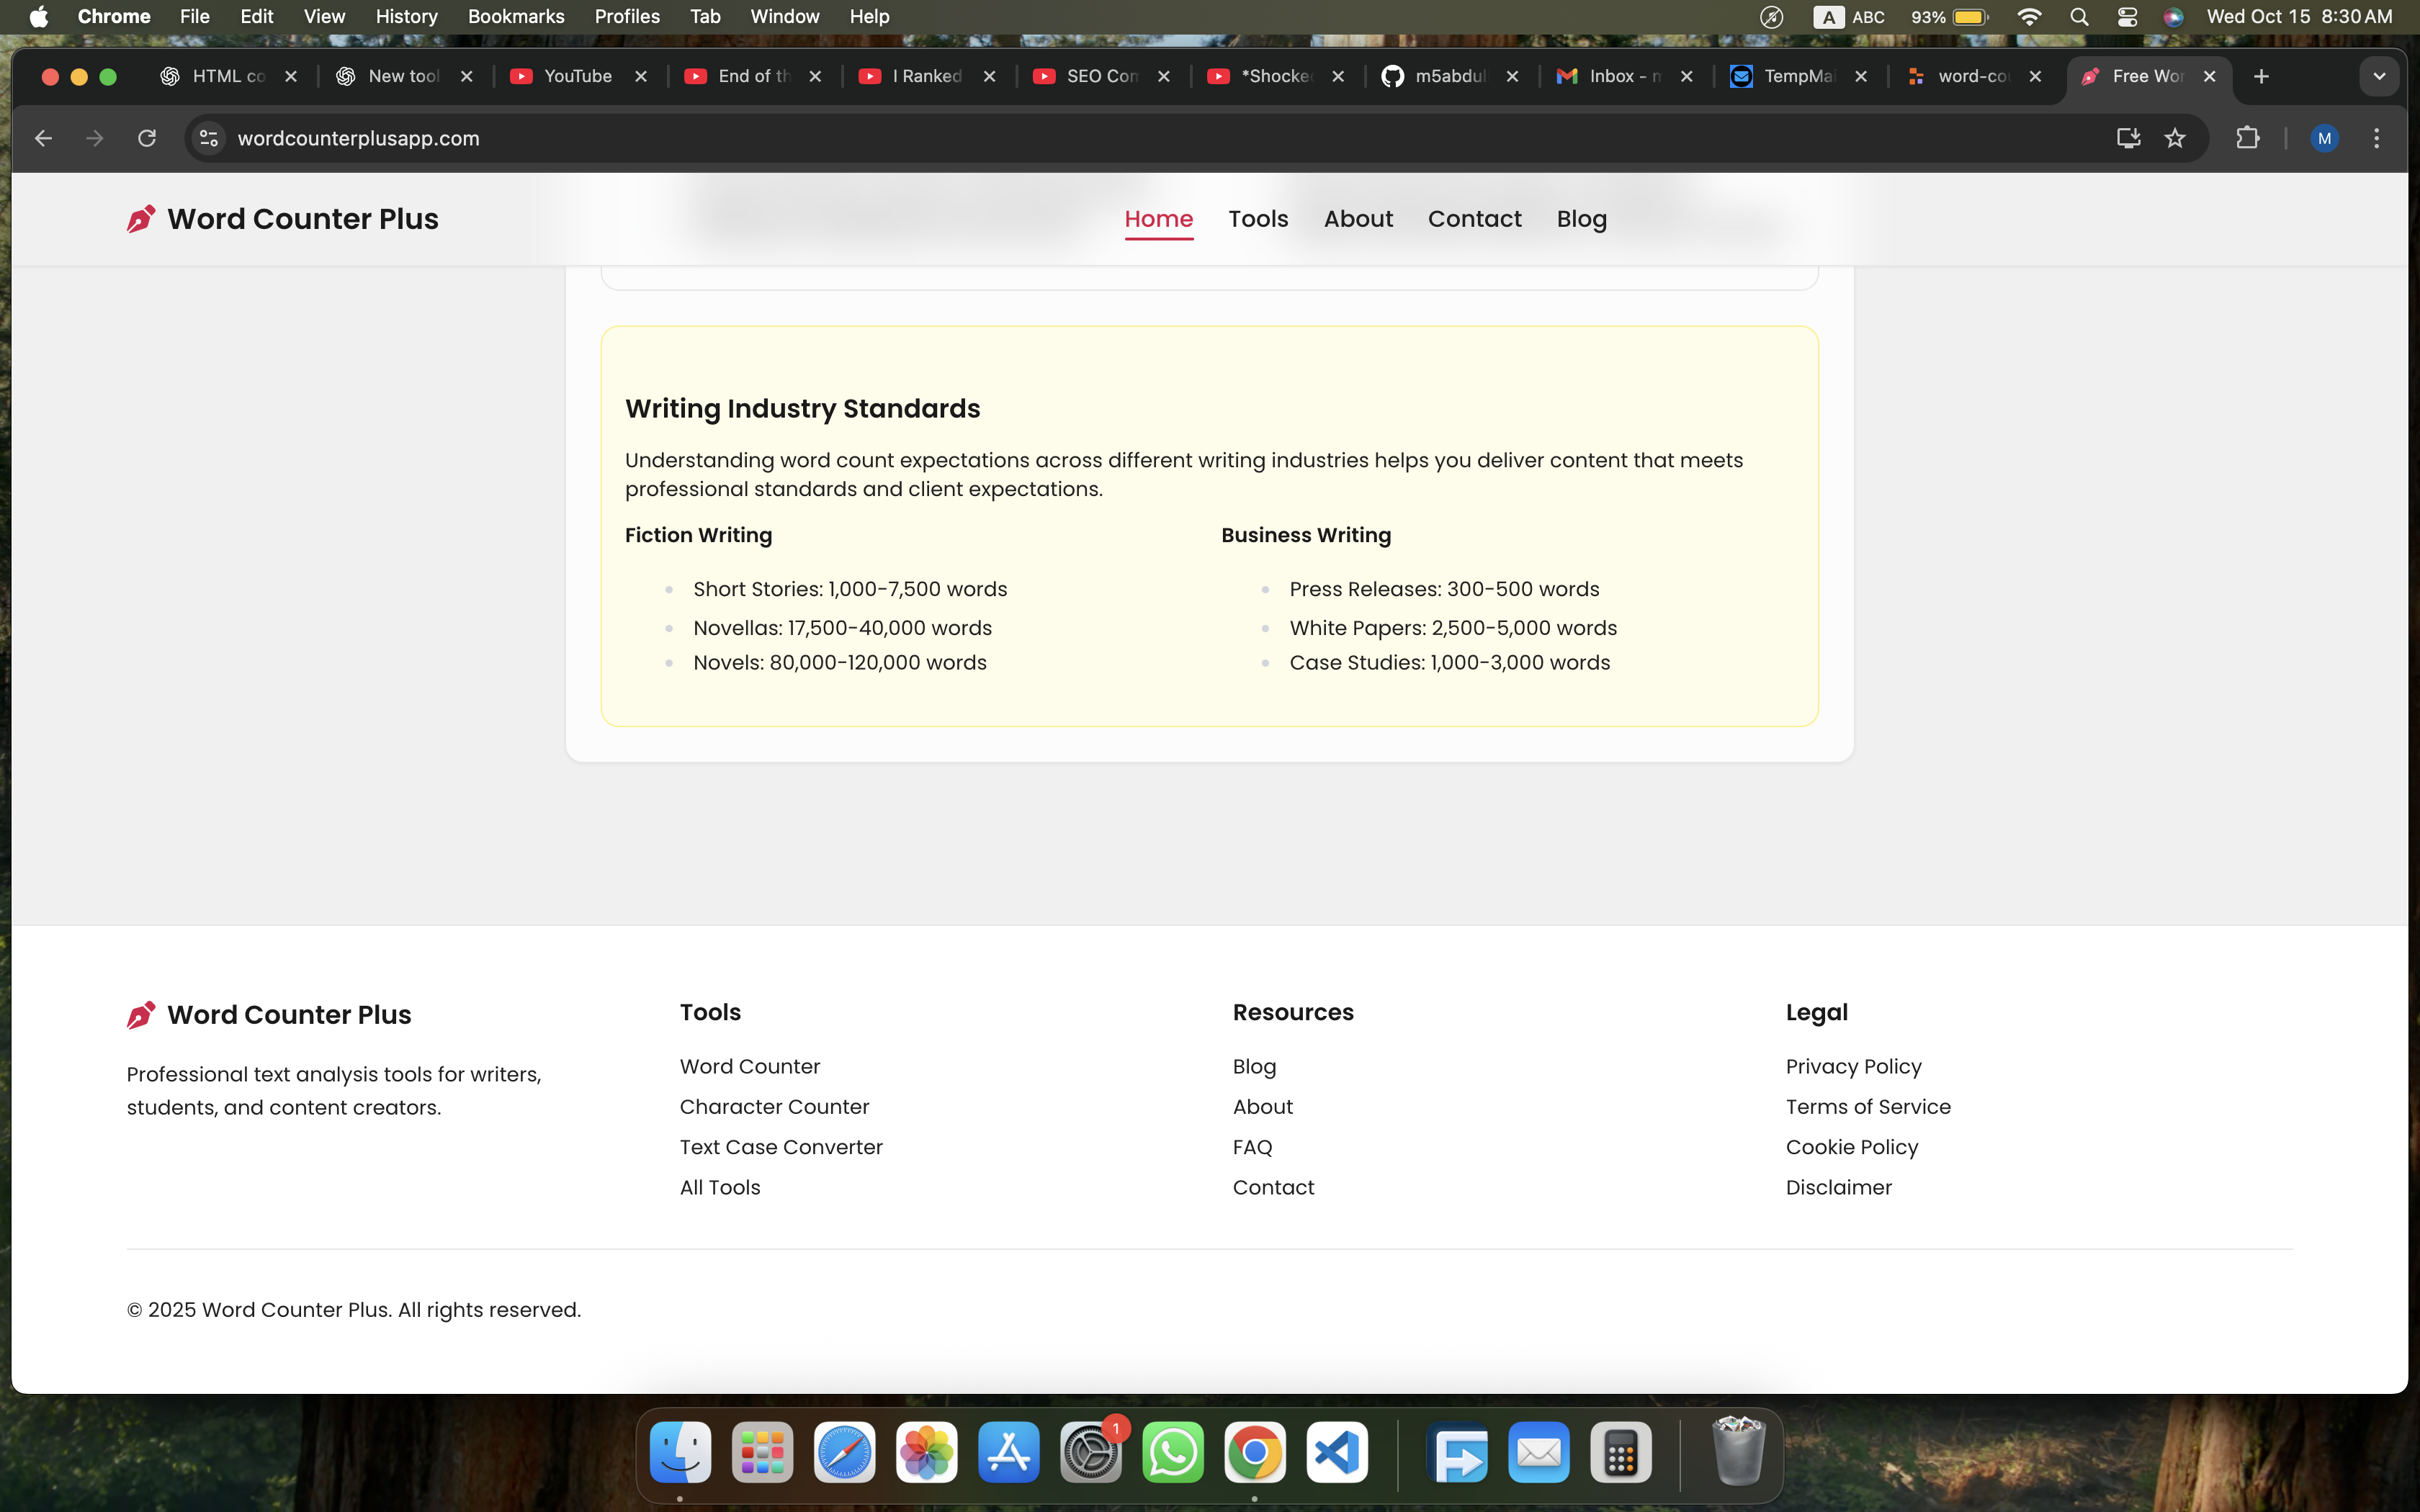 Chrome File Edit View History Bookmarks Profiles Tab Window Help
A ABC 93% Wed Oct 15 8:30 AM
HTML co
New tool
YouTube
End of th
I Ranked
SEO Com
*Shocke
m5abdul
Inbox - m
TempMai
word-cou
Free Wor
wordcounterplusapp.com
M
Word Counter Plus
Home Tools About Contact Blog
Writing Industry Standards
Understanding word count expectations across different writing industries helps you deliver content that meets
professional standards and client expectations.
Fiction Writing
Short Stories: 1,000-7,500 words
Novellas: 17,500-40,000 words
Novels: 80,000-120,000 words
Business Writing
Press Releases: 300-500 words
White Papers: 2,500-5,000 words
Case Studies: 1,000-3,000 words
Word Counter Plus
Professional text analysis tools for writers,
students, and content creators.
Tools
Word Counter
Character Counter
Text Case Converter
All Tools
Resources
Blog
About
FAQ
Contact
Legal
Privacy Policy
Terms of Service
Cookie Policy
Disclaimer
© 2025 Word Counter Plus. All rights reserved.
1